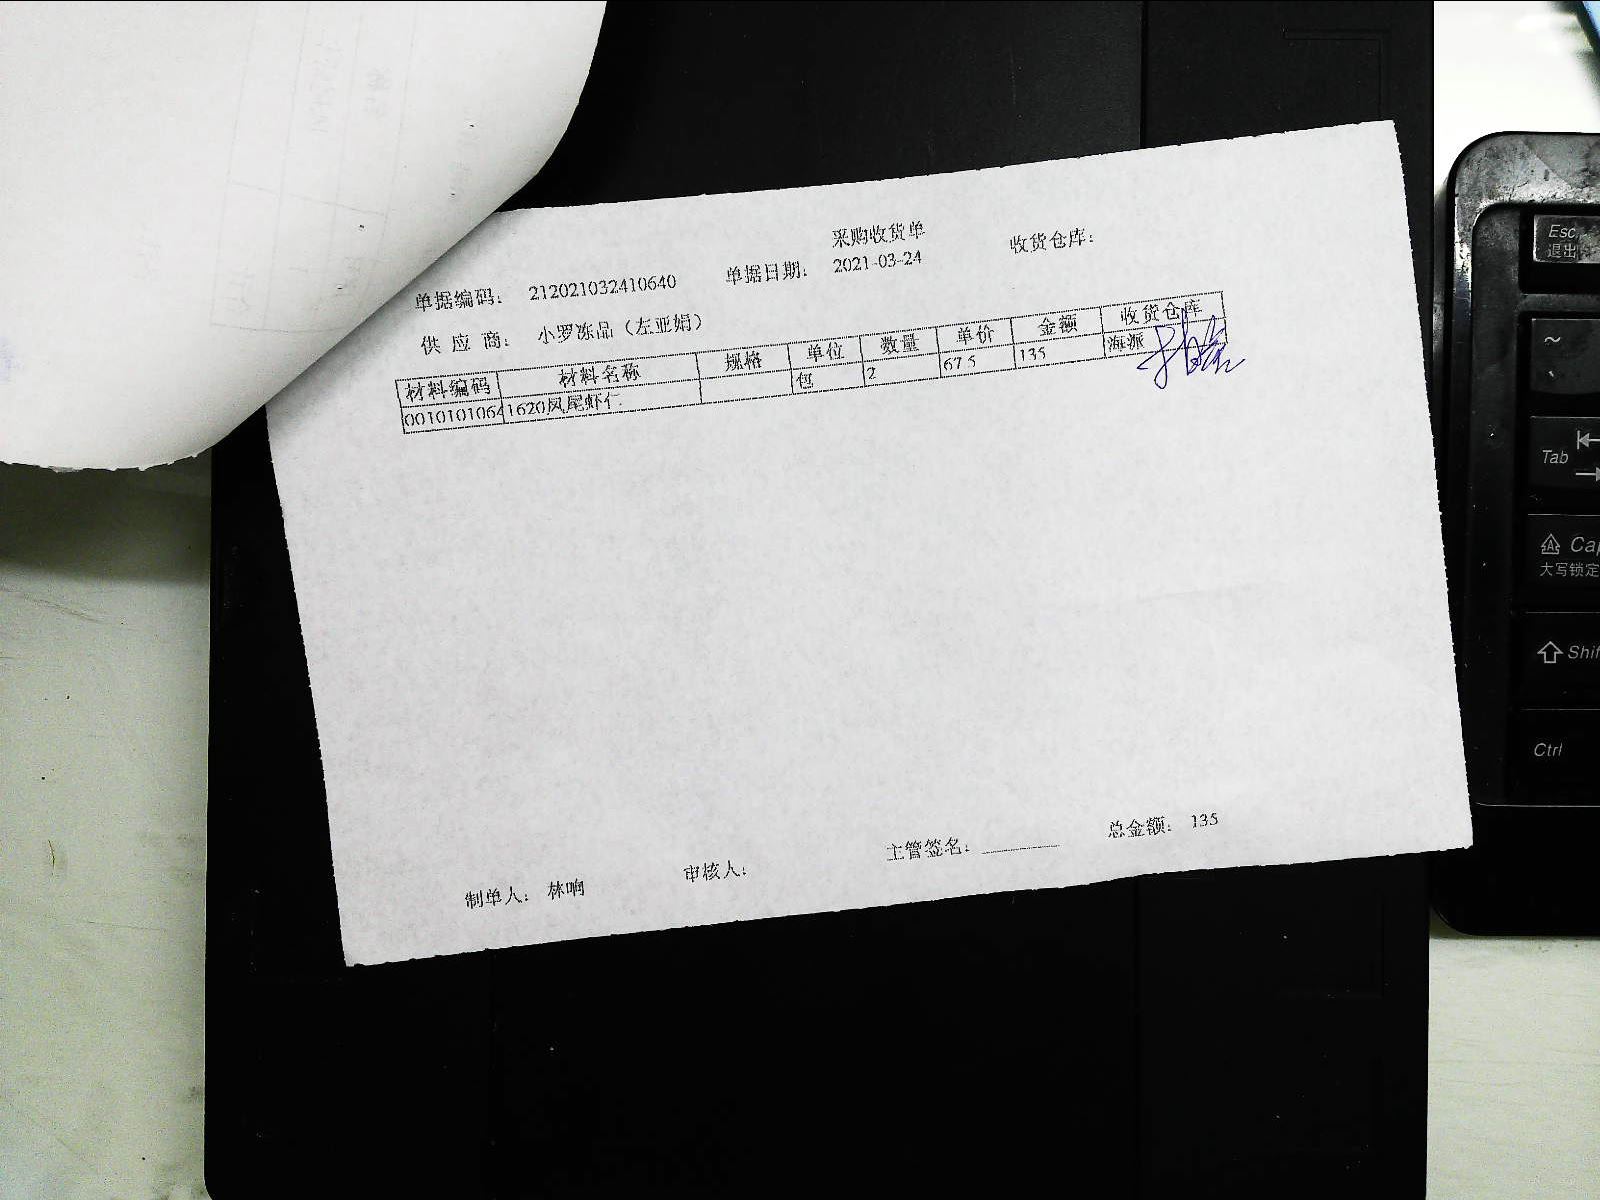 采购收货单
单据编码： 212021032410640 单据日期： 2021-03-24 收货仓库：
供 应 商： 小罗冻品（左亚娟）
材料编码 材料名称 规格 单位 数量 单价 金额 收货仓库
0010101064 1620凤尾虾仁 包 2 67.5 135 海派
制单人： 林响 审核人： 主管签名： 总金额： 135
Esc
退出
~
Tab
Cap
大写锁定
Shif
Ctrl